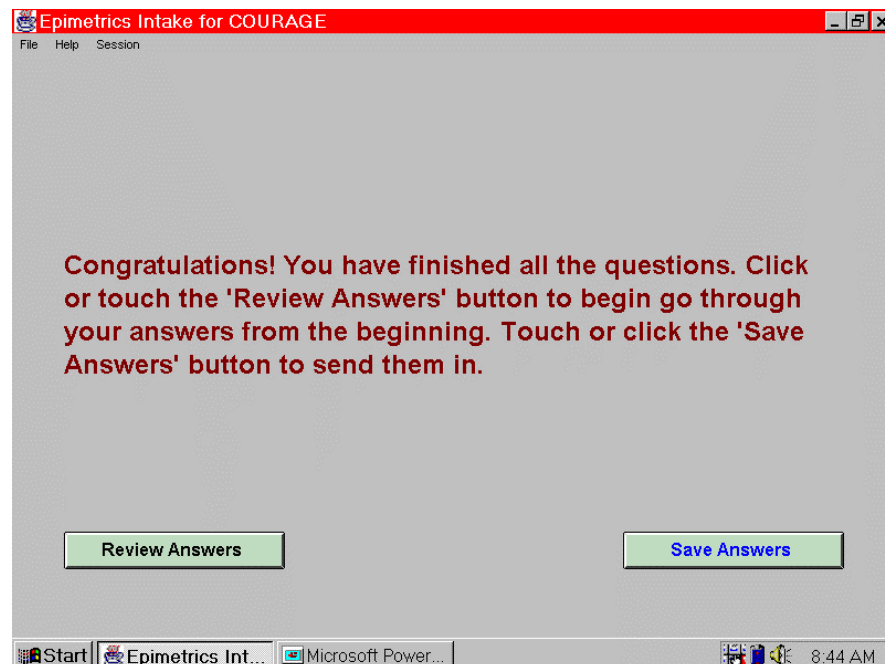 Epimetrics Intake for COURAGE
File Help Session
Congratulations! You have finished all the questions. Click
or touch the 'Review Answers' button to begin go through
your answers from the beginning. Touch or click the 'Save
Answers' button to send them in.
Review Answers Save Answers
Start Epimetrics Int... Microsoft Power... 8:44 AM